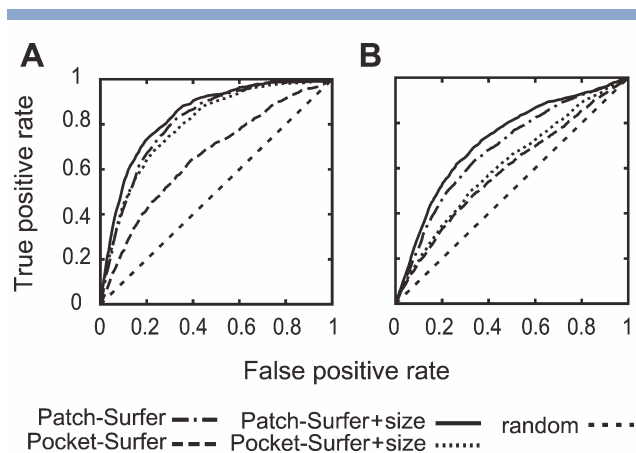 A
B
1
0.8
0.6
0.4
0.2
0
True positive rate
0 0.2 0.4 0.6 0.8 1
0 0.2 0.4 0.6 0.8 1
False positive rate
Patch-Surfer Patch-Surfer+size random
Pocket-Surfer Pocket-Surfer+size